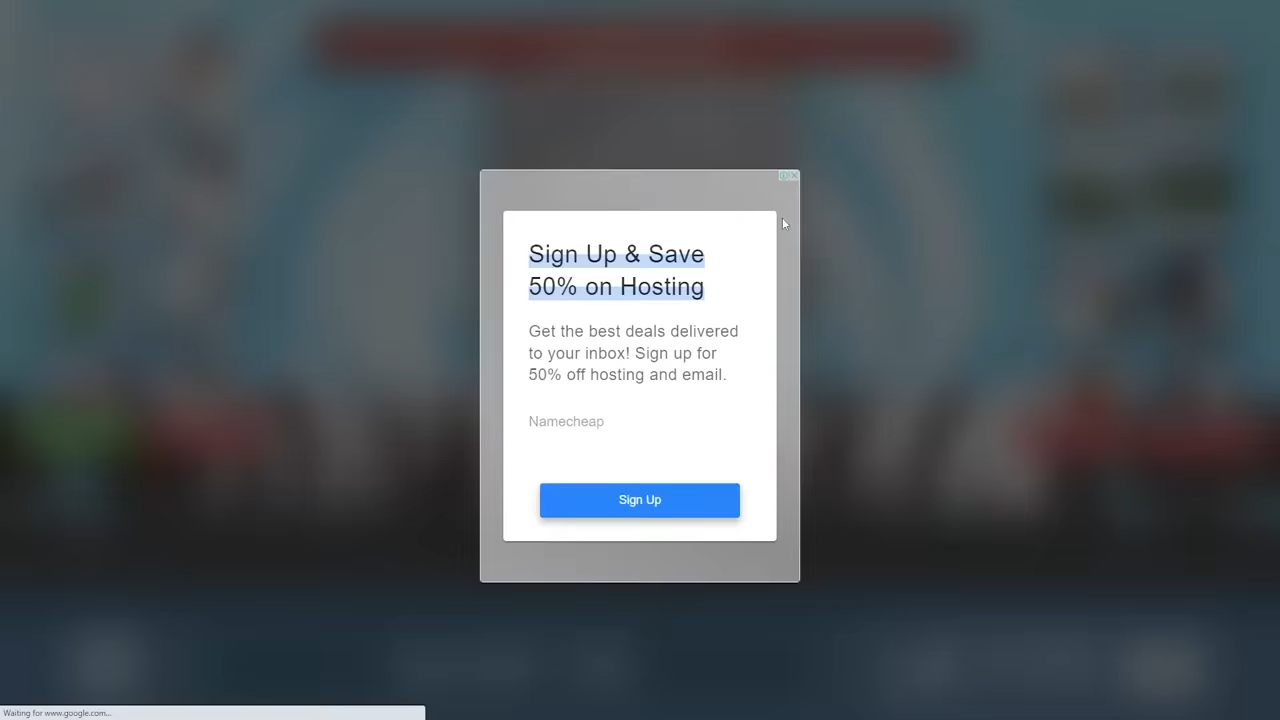 Sign Up & Save
50% on Hosting
Get the best deals delivered
to your inbox! Sign up for
50% off hosting and email.
Namecheap
Sign Up
Waiting for www.google.com...